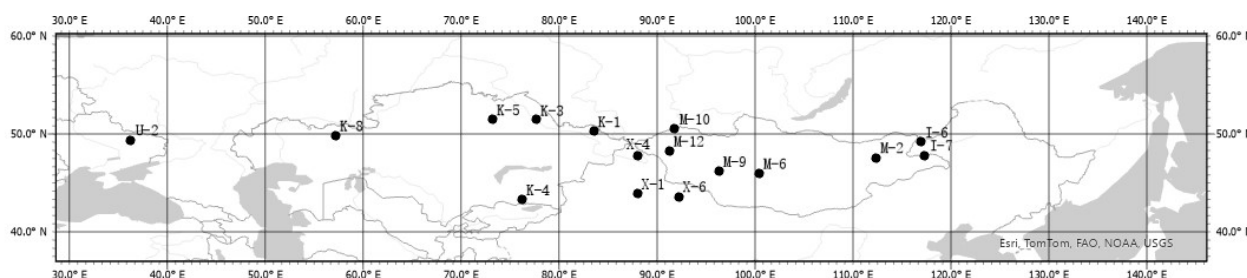 30.0° E 40.0° E 50.0° E 60.0° E 70.0° E 80.0° E 90.0° E 100.0° E 110.0° E 120.0° E 130.0° E 140.0° E
60.0° N 60.0° N
K-5 K-3
K-8 K-1 M-10
50.0° N U-2 I-6 50.0° N
X-4 M-12 M-2 I-7
M-9 M-6
K-4 X-1 X-6
40.0° N 40.0° N
Esri, TomTom, FAO, NOAA, USGS
30.0° E 40.0° E 50.0° E 60.0° E 70.0° E 80.0° E 90.0° E 100.0° E 110.0° E 120.0° E 130.0° E 140.0° E